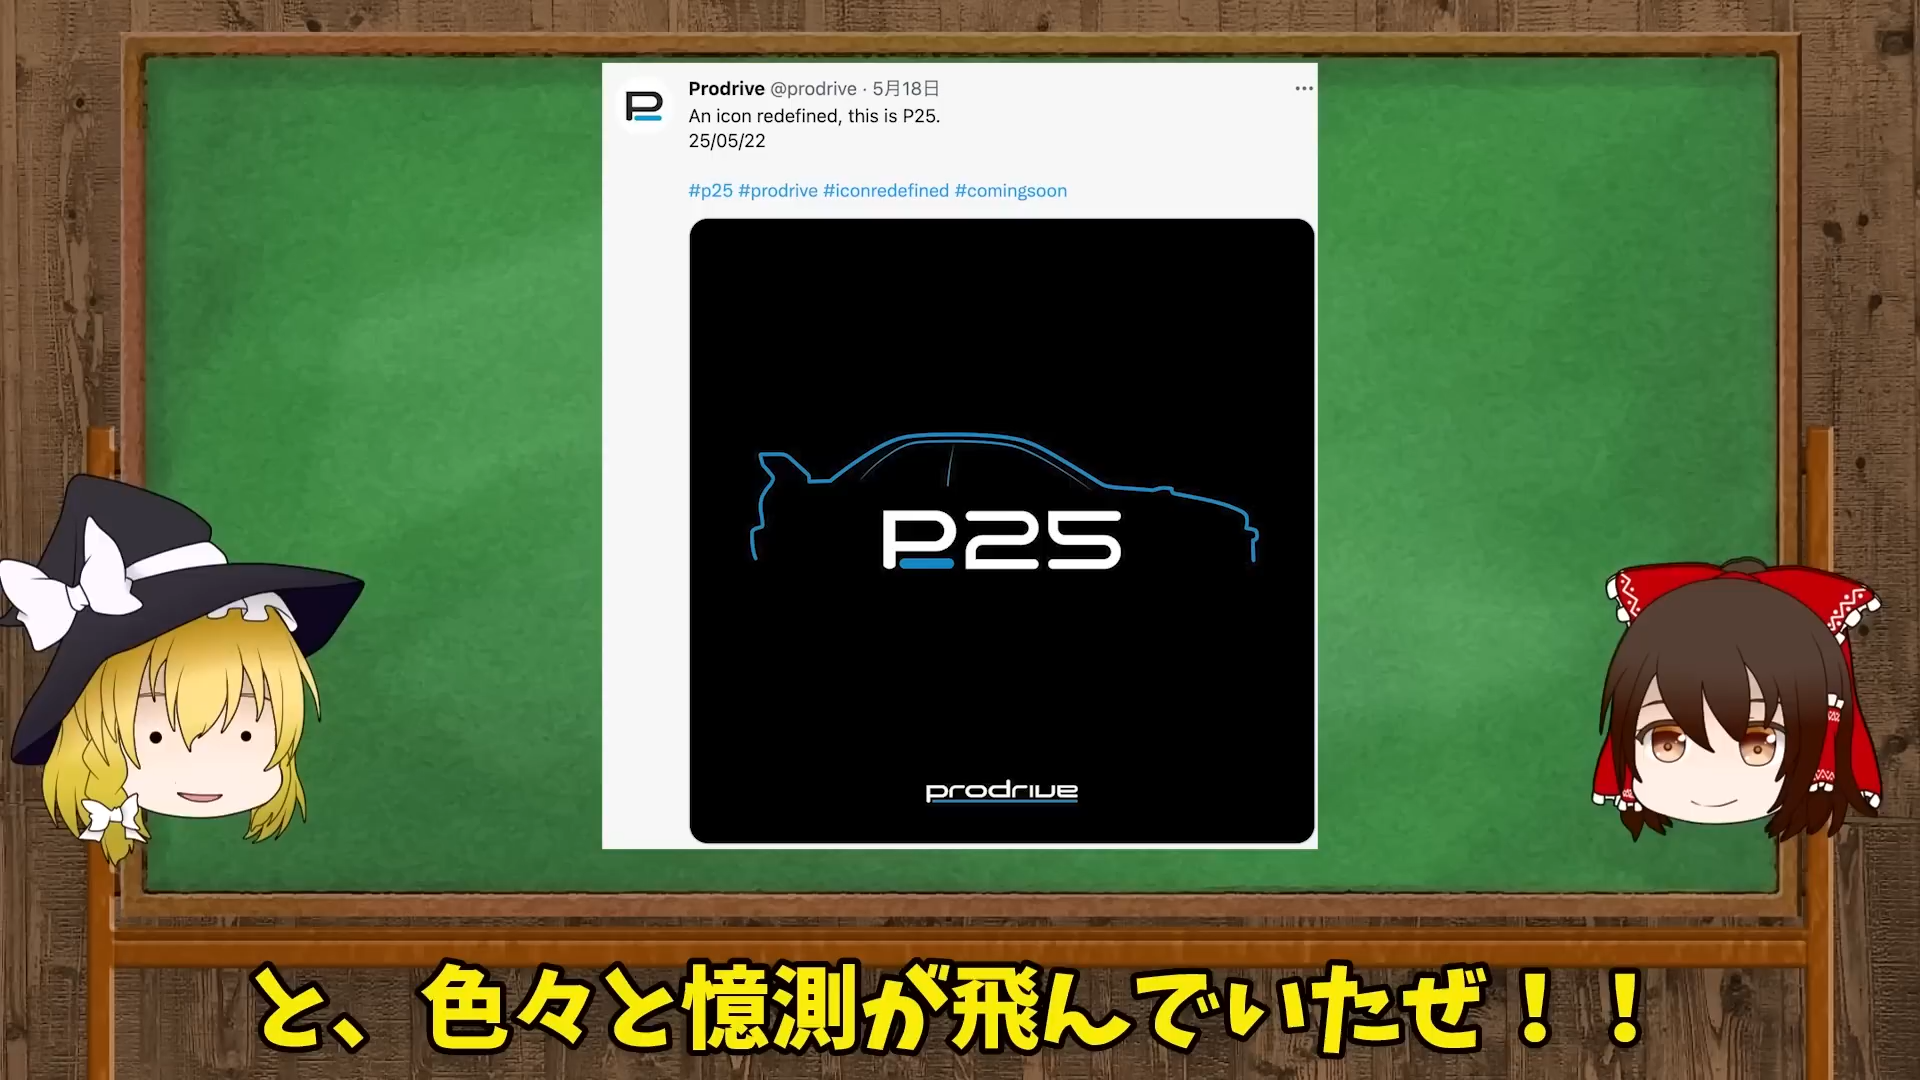 Prodrive @prodrive · 5月18日
An icon redefined, this is P25.
25/05/22
#p25 #prodrive #iconredefined #comingsoon
P25
prodrive
と、色々と憶測が飛んでいたぜ！！